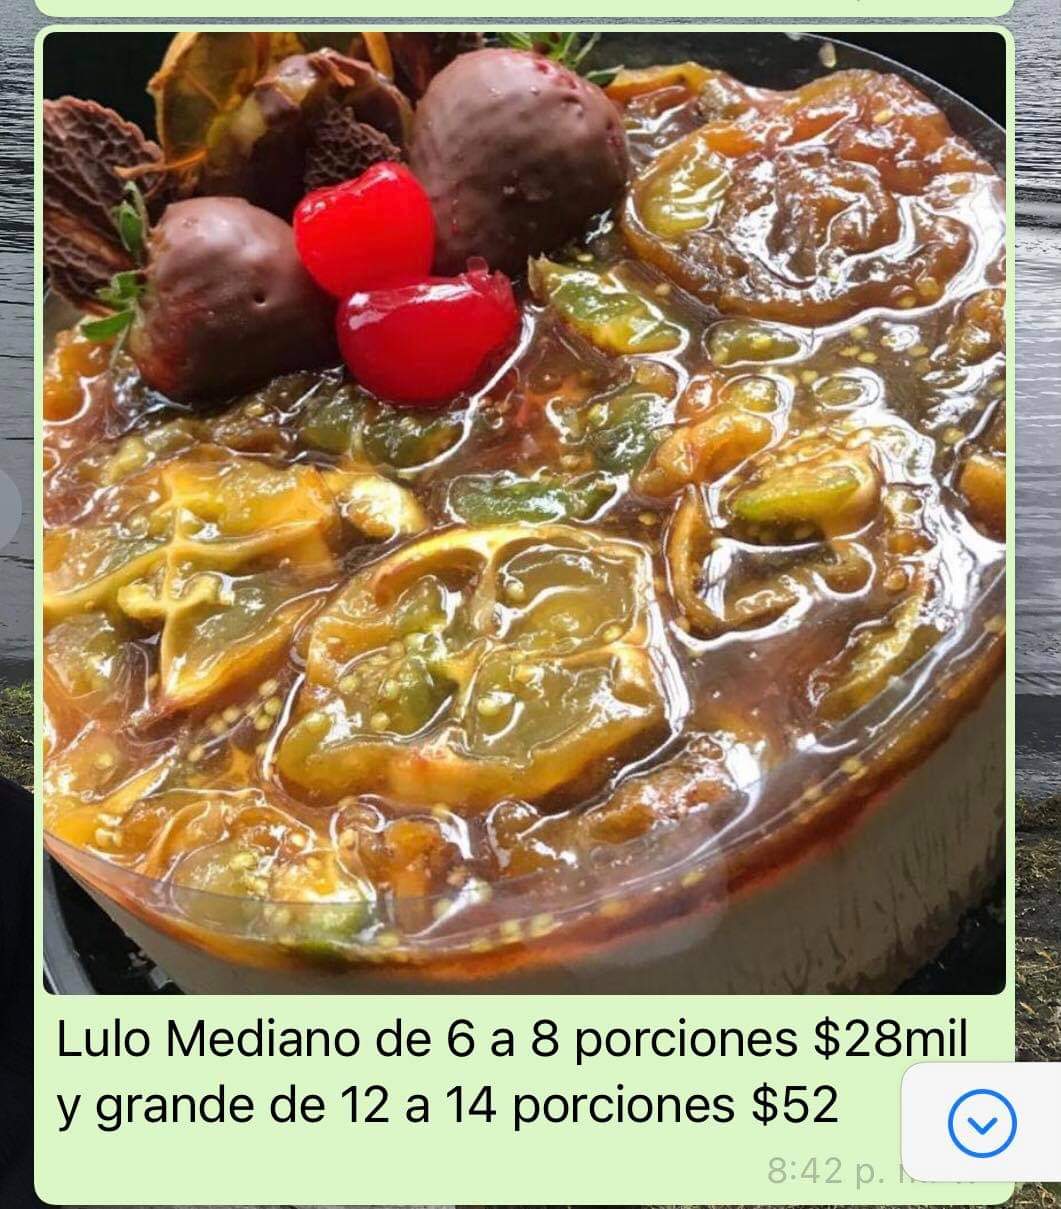 Lulo Mediano de 6 a 8 porciones $28mil
y grande de 12 a 14 porciones $52
8:42 p.